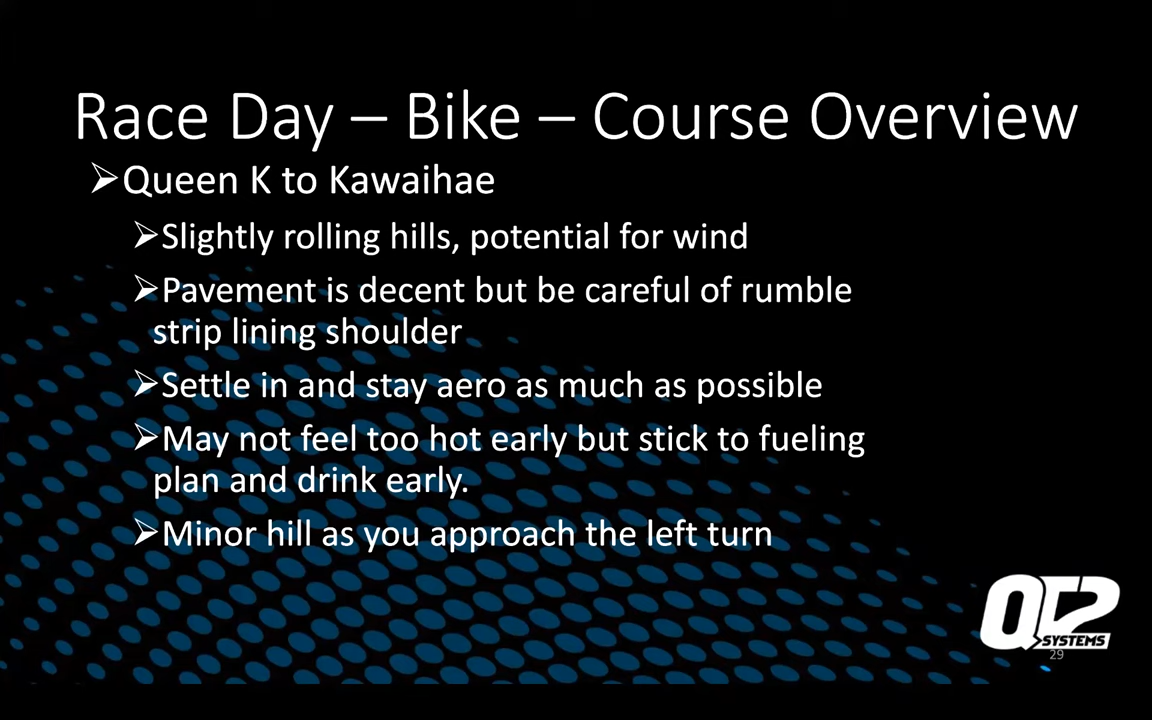 Race Day – Bike – Course Overview
➢Queen K to Kawaihae
➢Slightly rolling hills, potential for wind
➢Pavement is decent but be careful of rumble
strip lining shoulder
➢Settle in and stay aero as much as possible
➢May not feel too hot early but stick to fueling
plan and drink early.
➢Minor hill as you approach the left turn
QT2
SYSTEMS
29